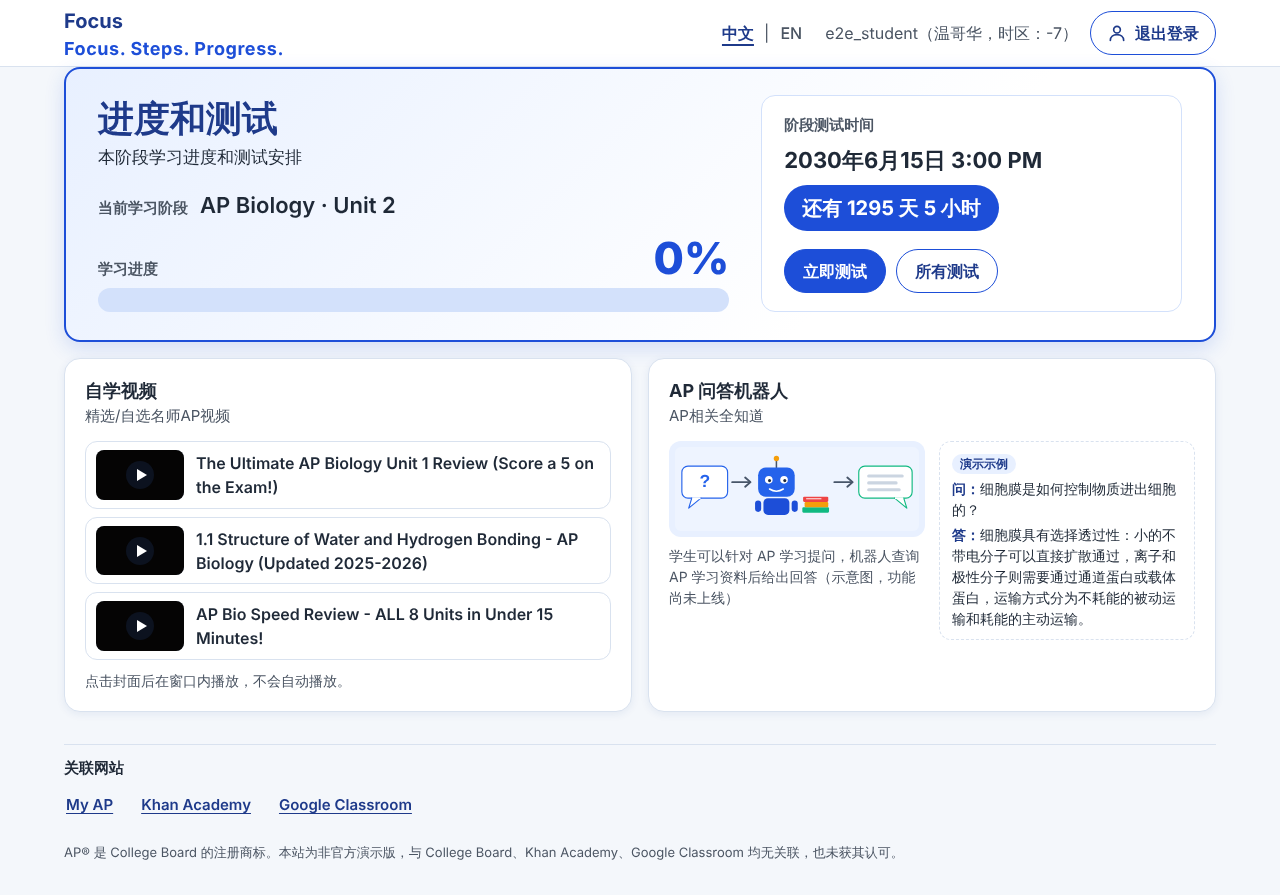 Focus
Focus. Steps. Progress.
中文 | EN e2e_student（温哥华，时区：-7） 退出登录
进度和测试
本阶段学习进度和测试安排
当前学习阶段 AP Biology · Unit 2
学习进度 0%
阶段测试时间
2030年6月15日 3:00 PM
还有 1295 天 5 小时
立即测试 所有测试
自学视频
精选/自选名师AP视频
The Ultimate AP Biology Unit 1 Review (Score a 5 on
the Exam!)
1.1 Structure of Water and Hydrogen Bonding - AP
Biology (Updated 2025-2026)
AP Bio Speed Review - ALL 8 Units in Under 15
Minutes!
点击封面后在窗口内播放，不会自动播放。
AP 问答机器人
AP相关全知道
?
学生可以针对 AP 学习提问，机器人查询
AP 学习资料后给出回答（示意图，功能
尚未上线）
演示示例
问：细胞膜是如何控制物质进出细胞
的？
答：细胞膜具有选择透过性：小的不
带电分子可以直接扩散通过，离子和
极性分子则需要通过通道蛋白或载体
蛋白，运输方式分为不耗能的被动运
输和耗能的主动运输。
关联网站
My AP Khan Academy Google Classroom
AP® 是 College Board 的注册商标。本站为非官方演示版，与 College Board、Khan Academy、Google Classroom 均无关联，也未获其认可。